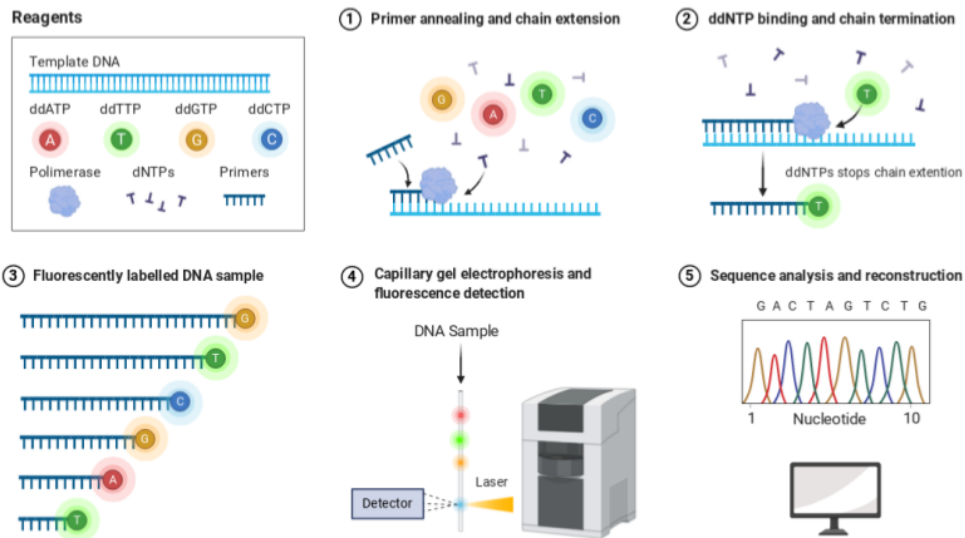 Reagents
Template DNA
ddATP ddTTP ddGTP ddCTP
A T G C
Polimerase dNTPs Primers
1 Primer annealing and chain extension
G A T C
2 ddNTP binding and chain termination
T
ddNTPs stops chain extention
T
3 Fluorescently labelled DNA sample
G
T
C
G
A
T
4 Capillary gel electrophoresis and
fluorescence detection
DNA Sample
Laser
Detector
5 Sequence analysis and reconstruction
G A C T A G T C T G
1 Nucleotide 10